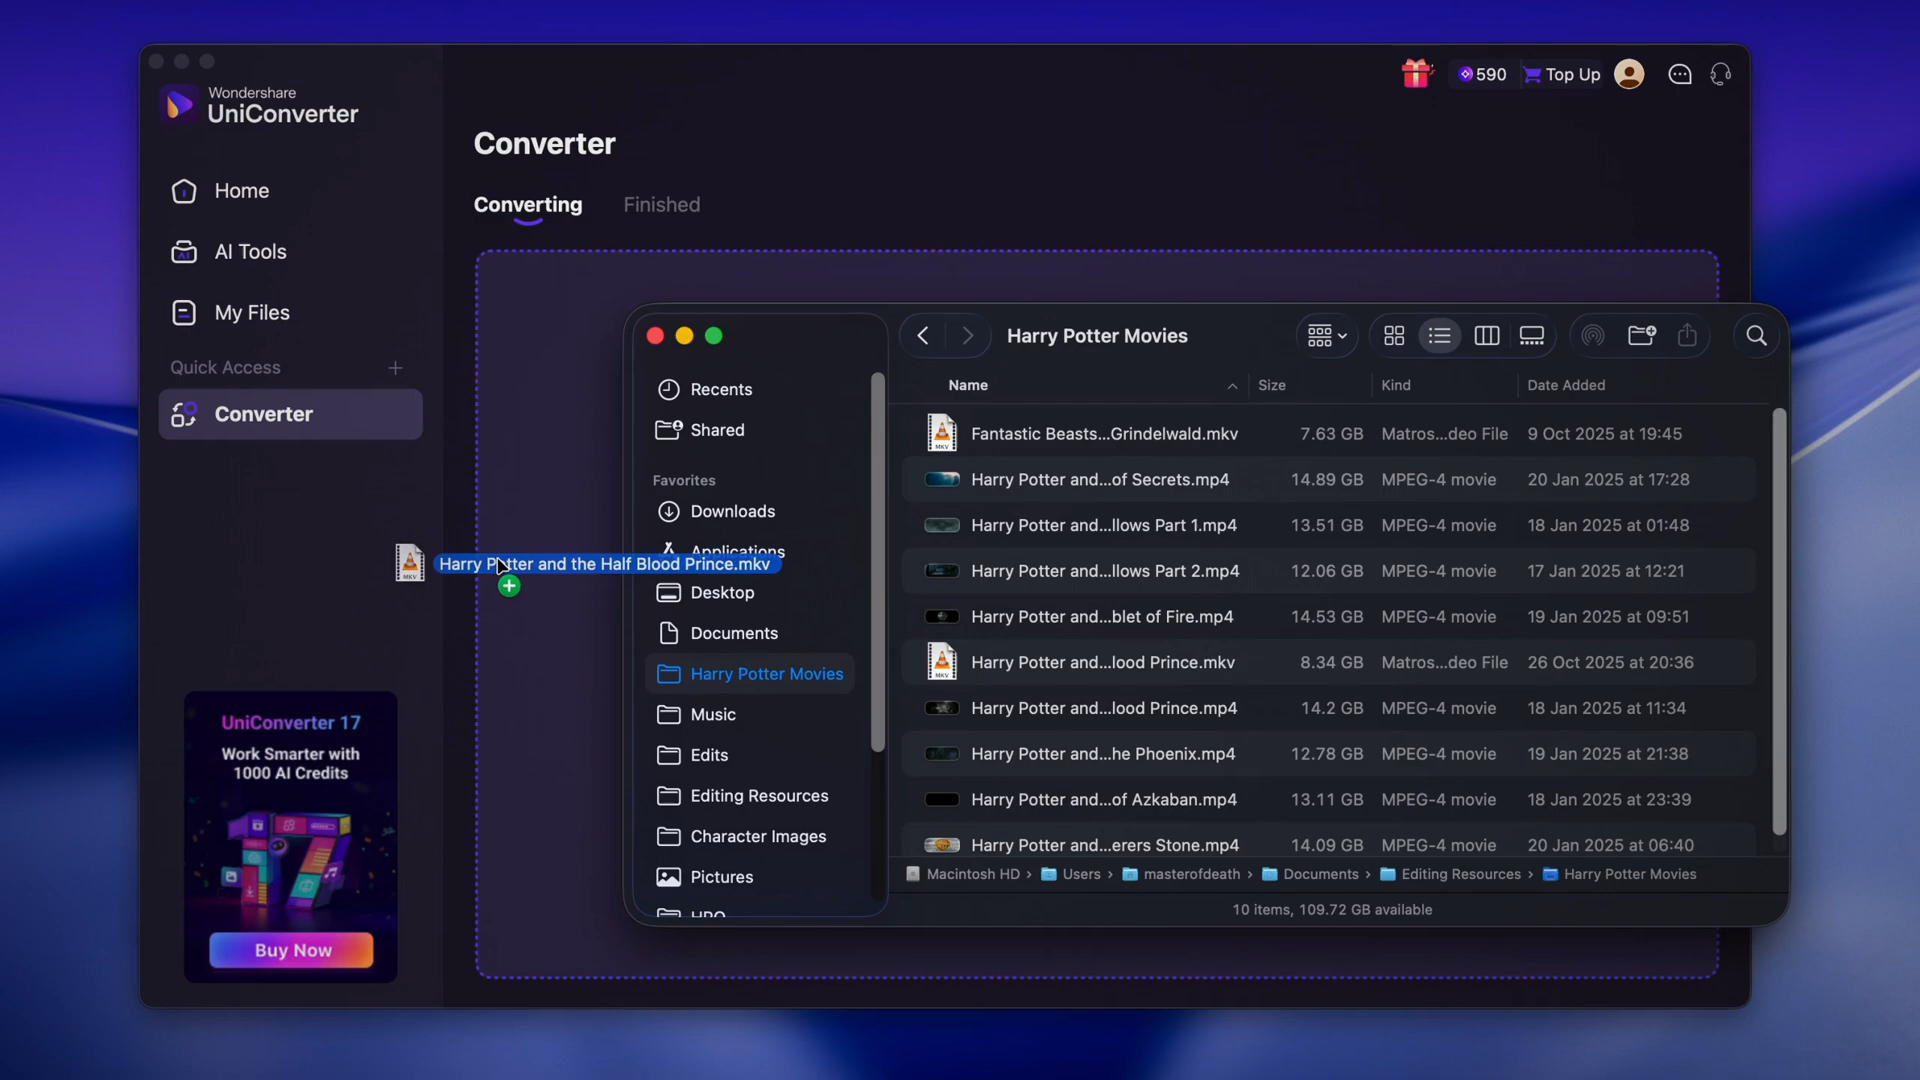 Wondershare
UniConverter
590
Top Up
Home
AI Tools
My Files
Quick Access
Converter
UniConverter 17
Work Smarter with
1000 AI Credits
Buy Now
Converter
Converting
Finished
MKV
Harry Potter and the Half Blood Prince.mkv
Recents
Shared
Favorites
Downloads
Applications
Desktop
Documents
Harry Potter Movies
Music
Edits
Editing Resources
Character Images
Pictures
HBO
Harry Potter Movies
Name Size Kind Date Added
MKV
Fantastic Beasts...Grindelwald.mkv 7.63 GB Matros...deo File 9 Oct 2025 at 19:45
Harry Potter and...of Secrets.mp4 14.89 GB MPEG-4 movie 20 Jan 2025 at 17:28
Harry Potter and...llows Part 1.mp4 13.51 GB MPEG-4 movie 18 Jan 2025 at 01:48
Harry Potter and...llows Part 2.mp4 12.06 GB MPEG-4 movie 17 Jan 2025 at 12:21
Harry Potter and...blet of Fire.mp4 14.53 GB MPEG-4 movie 19 Jan 2025 at 09:51
MKV
Harry Potter and...lood Prince.mkv 8.34 GB Matros...deo File 26 Oct 2025 at 20:36
Harry Potter and...lood Prince.mp4 14.2 GB MPEG-4 movie 18 Jan 2025 at 11:34
Harry Potter and...he Phoenix.mp4 12.78 GB MPEG-4 movie 19 Jan 2025 at 21:38
Harry Potter and...of Azkaban.mp4 13.11 GB MPEG-4 movie 18 Jan 2025 at 23:39
Harry Potter and...erers Stone.mp4 14.09 GB MPEG-4 movie 20 Jan 2025 at 06:40
Macintosh HD › Users › masterofdeath › Documents › Editing Resources › Harry Potter Movies
10 items, 109.72 GB available